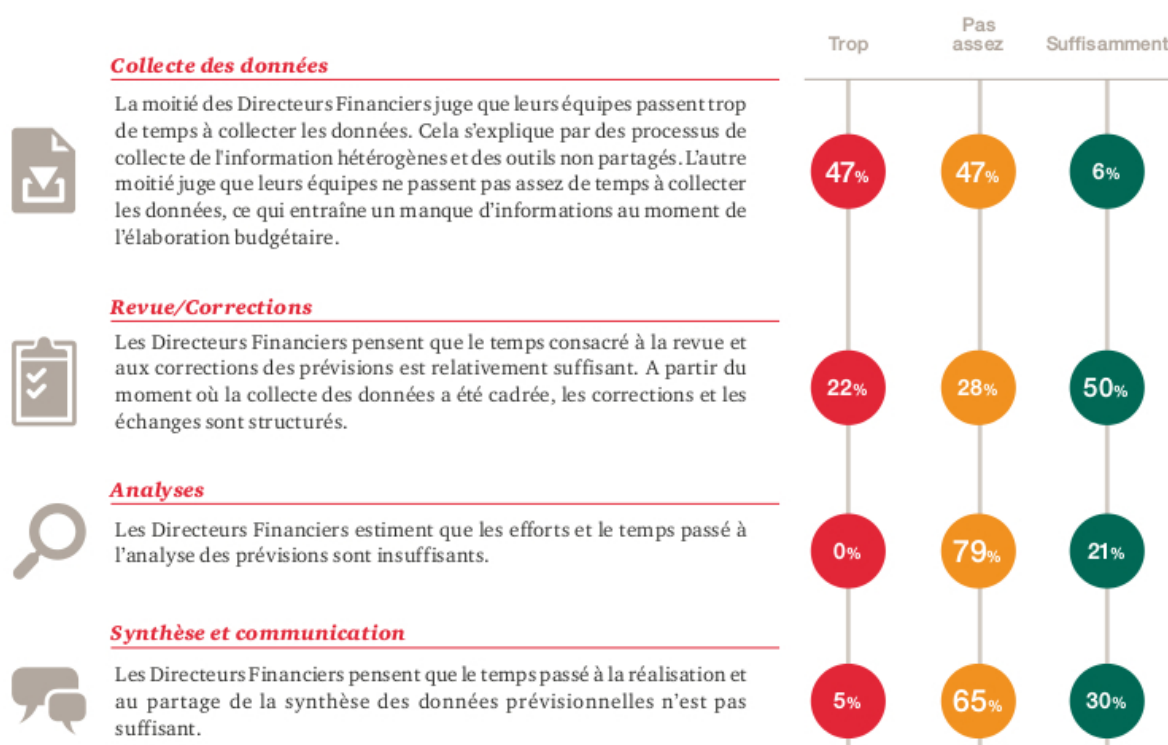 Trop
Pas
assez
Suffisamment
Collecte des données
La moitié des Directeurs Financiers juge que leurs équipes passent trop
de temps à collecter les données. Cela s'explique par des processus de
collecte de l'information hétérogènes et des outils non partagés. L'autre
moitié juge que leurs équipes ne passent pas assez de temps à collecter
les données, ce qui entraîne un manque d'informations au moment de
l'élaboration budgétaire.
47%
47%
6%
Revue/Corrections
Les Directeurs Financiers pensent que le temps consacré à la revue et
aux corrections des prévisions est relativement suffisant. A partir du
moment où la collecte des données a été cadrée, les corrections et les
échanges sont structurés.
22%
28%
50%
Analyses
Les Directeurs Financiers estiment que les efforts et le temps passé à
l'analyse des prévisions sont insuffisants.
0%
79%
21%
Synthèse et communication
Les Directeurs Financiers pensent que le temps passé à la réalisation et
au partage de la synthèse des données prévisionnelles n'est pas
suffisant.
5%
65%
30%